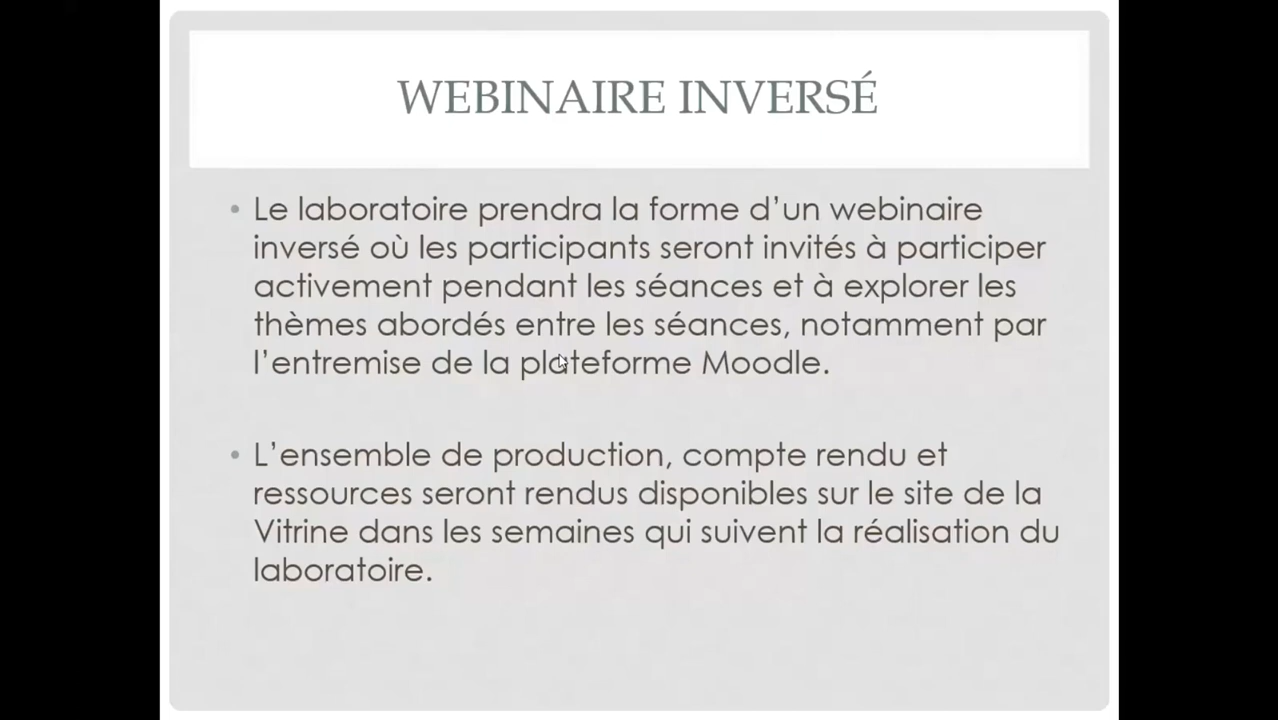 WEBINAIRE INVERSÉ
• Le laboratoire prendra la forme d’un webinaire
inversé où les participants seront invités à participer
activement pendant les séances et à explorer les
thèmes abordés entre les séances, notamment par
l’entremise de la plateforme Moodle.
• L’ensemble de production, compte rendu et
ressources seront rendus disponibles sur le site de la
Vitrine dans les semaines qui suivent la réalisation du
laboratoire.